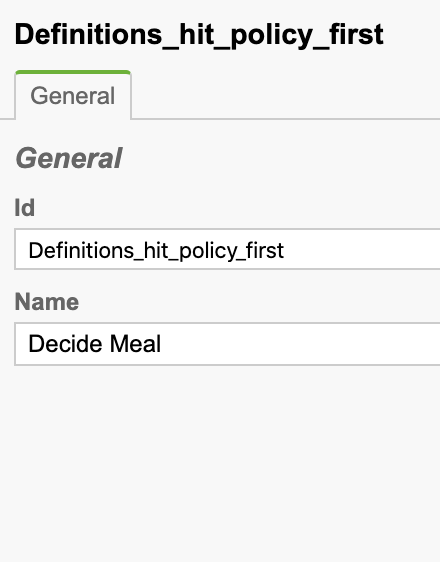 Definitions_hit_policy_first
General
General
Id
Definitions_hit_policy_first
Name
Decide Meal